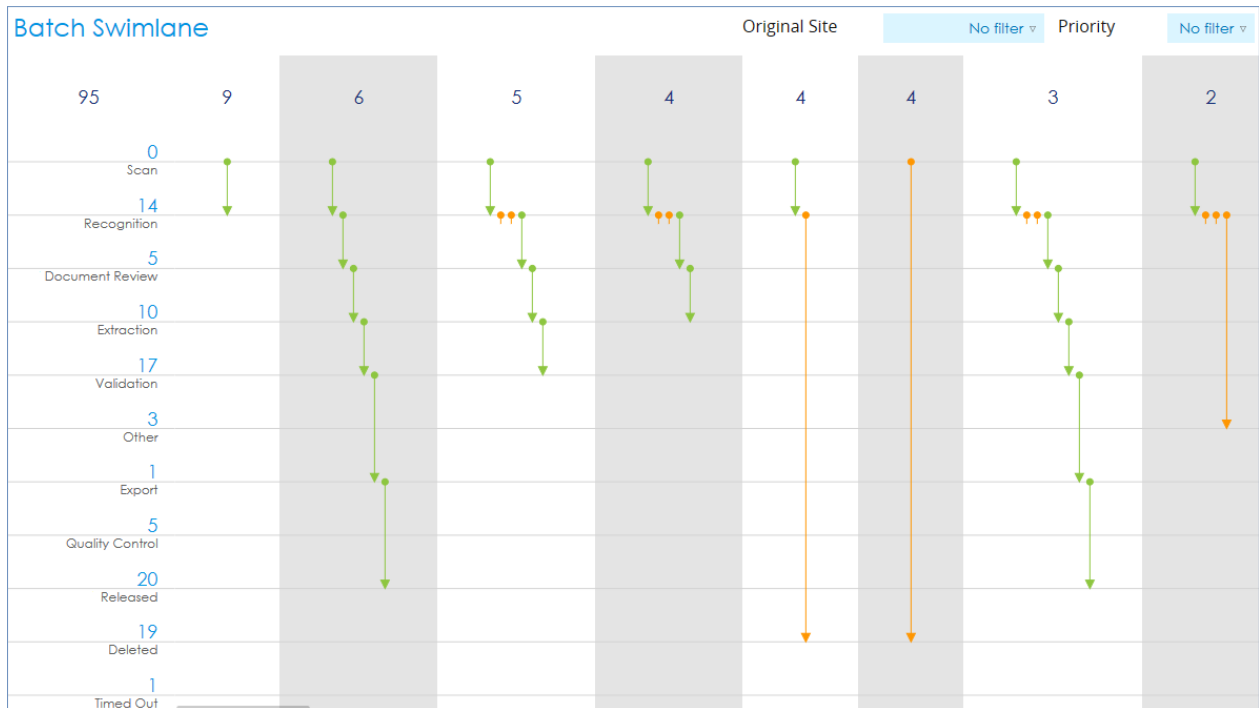 Batch Swimlane
Original Site No filter ▿ Priority No filter ▿
95 9 6 5 4 4 4 3 2
0
Scan
14
Recognition
5
Document Review
10
Extraction
17
Validation
3
Other
1
Export
5
Quality Control
20
Released
19
Deleted
1
Timed Out